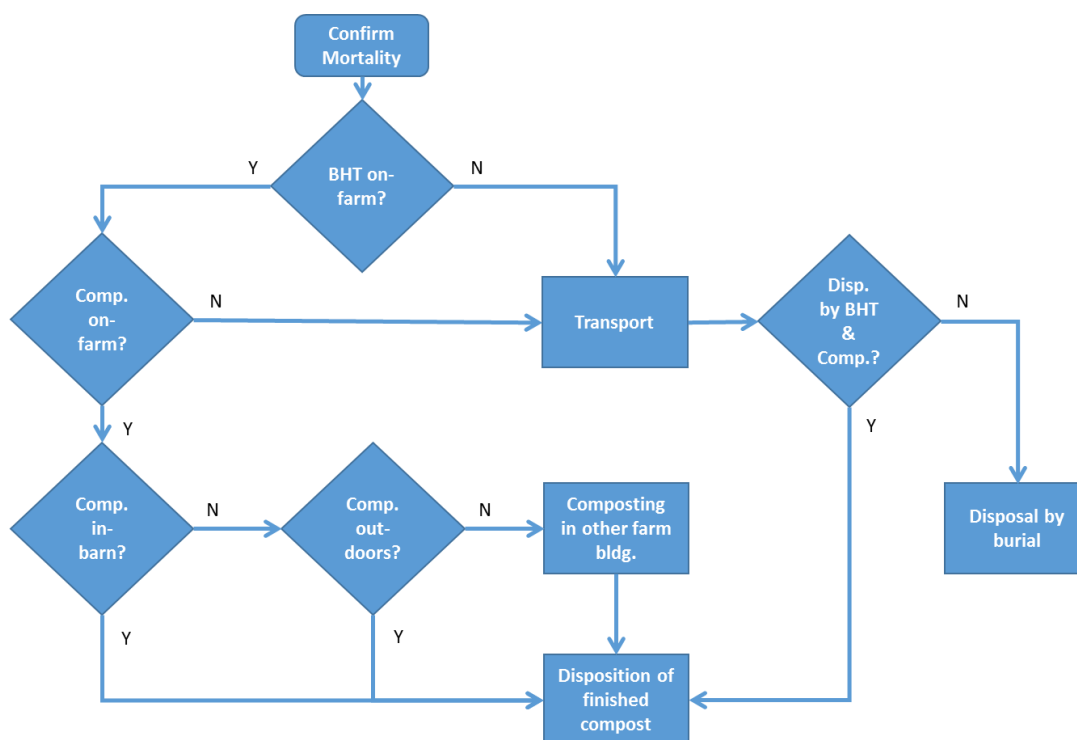 Confirm
Mortality
Y
BHT on-
farm?
N
Comp.
on-
farm?
N
Transport
Disp.
by BHT
&
Comp.?
N
Y
Y
Comp.
in-
barn?
N
Comp.
out-
doors?
N
Composting
in other farm
bldg.
Disposal by
burial
Y
Y
Disposition of
finished
compost